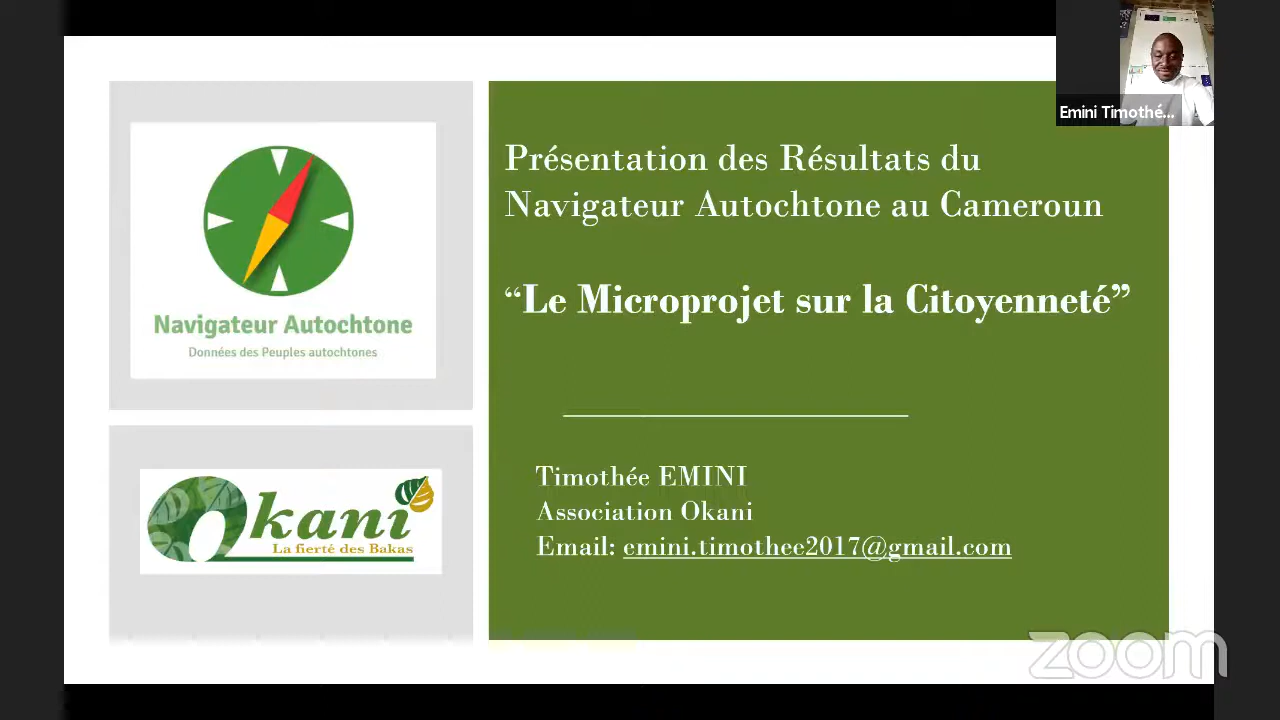 Emini Timothé...
Présentation des Résultats du
Navigateur Autochtone au Cameroun
“Le Microprojet sur la Citoyenneté”
Navigateur Autochtone
Données des Peuples autochtones
Okani
La fierté des Bakas
Timothée EMINI
Association Okani
Email: emini.timothee2017@gmail.com
zoom